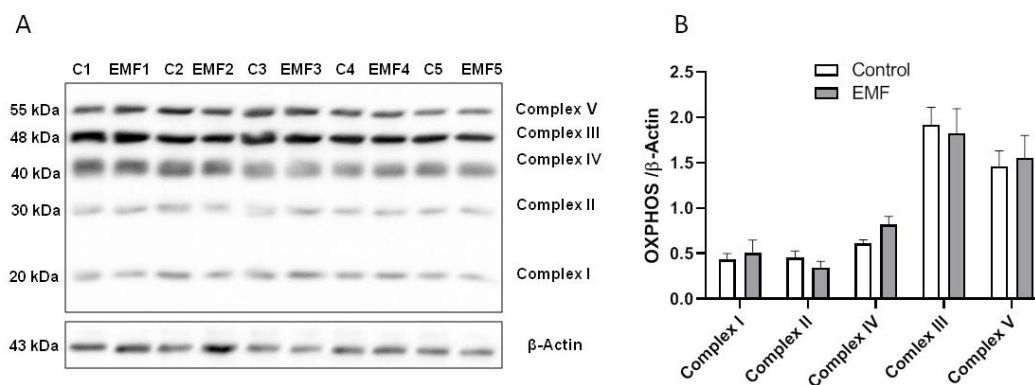 A
C1 EMF1 C2 EMF2 C3 EMF3 C4 EMF4 C5 EMF5
55 kDa
Complex V
48 kDa
Complex III
40 kDa
Complex IV
30 kDa
Complex II
20 kDa
Complex I
43 kDa
β-Actin
B
Control
EMF
OXPHOS /β-Actin
2.5
2.0
1.5
1.0
0.5
0.0
Complex I
Complex II
Complex IV
Comlex III
Complex V